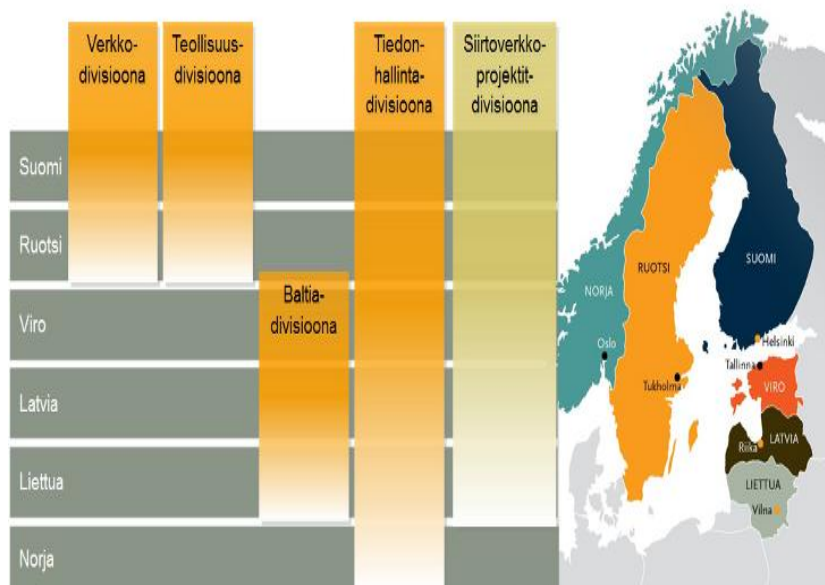 Verkko-
divisioona
Teollisuus-
divisioona
Tiedon-
hallinta-
divisioona
Siirtoverkko-
projektit-
divisioona
Suomi
Ruotsi
Viro
Latvia
Liettua
Norja
Baltia-
divisioona
NORJA
RUOTSI
SUOMI
Oslo
Helsinki
Tallinna
Tukholma
VIRO
LATVIA
Riika
LIETTUA
Vilna